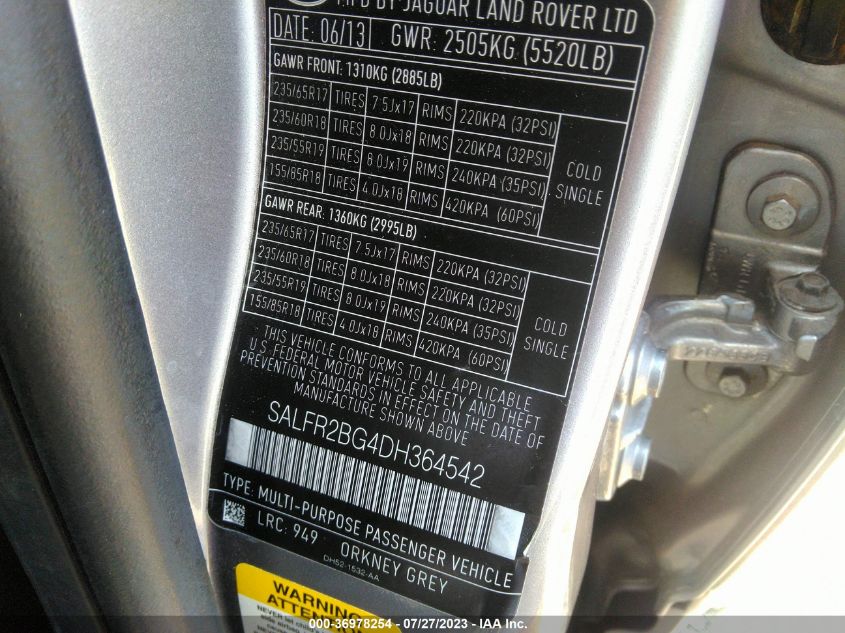 MFD BY JAGUAR LAND ROVER LTD
DATE: 06/13 GWR: 2505KG (5520LB)
GAWR FRONT: 1310KG (2885LB)
235/65R17 TIRES 7.5Jx17 RIMS 220KPA (32PSI)
235/60R18 TIRES 8.0Jx18 RIMS 220KPA (32PSI)
235/55R19 TIRES 8.0Jx19 RIMS 240KPA (35PSI)
155/85R18 TIRES 4.0Jx18 RIMS 420KPA (60PSI)
COLD
SINGLE
GAWR REAR: 1360KG (2995LB)
235/65R17 TIRES 7.5Jx17 RIMS 220KPA (32PSI)
235/60R18 TIRES 8.0Jx18 RIMS 220KPA (32PSI)
235/55R19 TIRES 8.0Jx19 RIMS 240KPA (35PSI)
155/85R18 TIRES 4.0Jx18 RIMS 420KPA (60PSI)
COLD
SINGLE
THIS VEHICLE CONFORMS TO ALL APPLICABLE
U.S. FEDERAL MOTOR VEHICLE SAFETY AND THEFT
PREVENTION STANDARDS IN EFFECT ON THE DATE OF
MANUFACTURE SHOWN ABOVE
SALFR2BG4DH364542
TYPE: MULTI-PURPOSE PASSENGER VEHICLE
LRC: 949 ORKNEY GREY
DH52-1532-AA
WARNING
ATTENTION
Never let
side airbag
116390 - 36978254 - 07/27/2023 - IAA Inc.